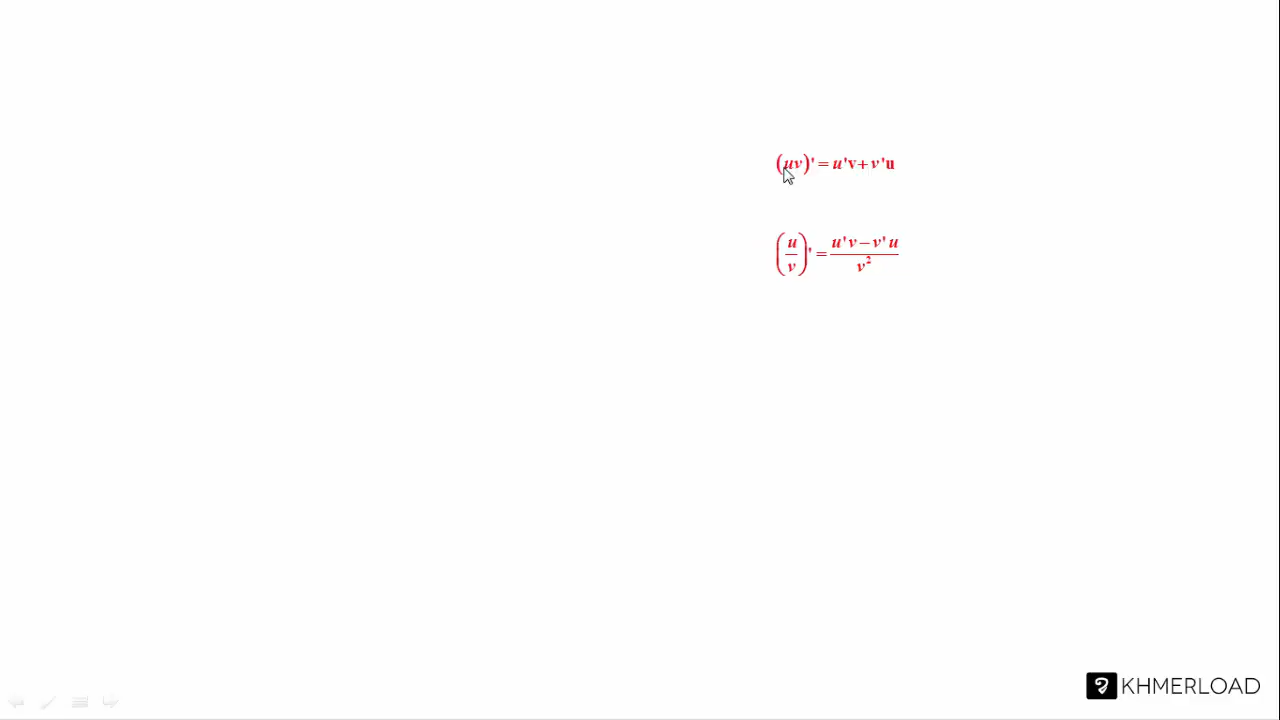 (uv)' = u'v + v'u
(u/v)' = (u'v − v'u)/v²
KHMERLOAD